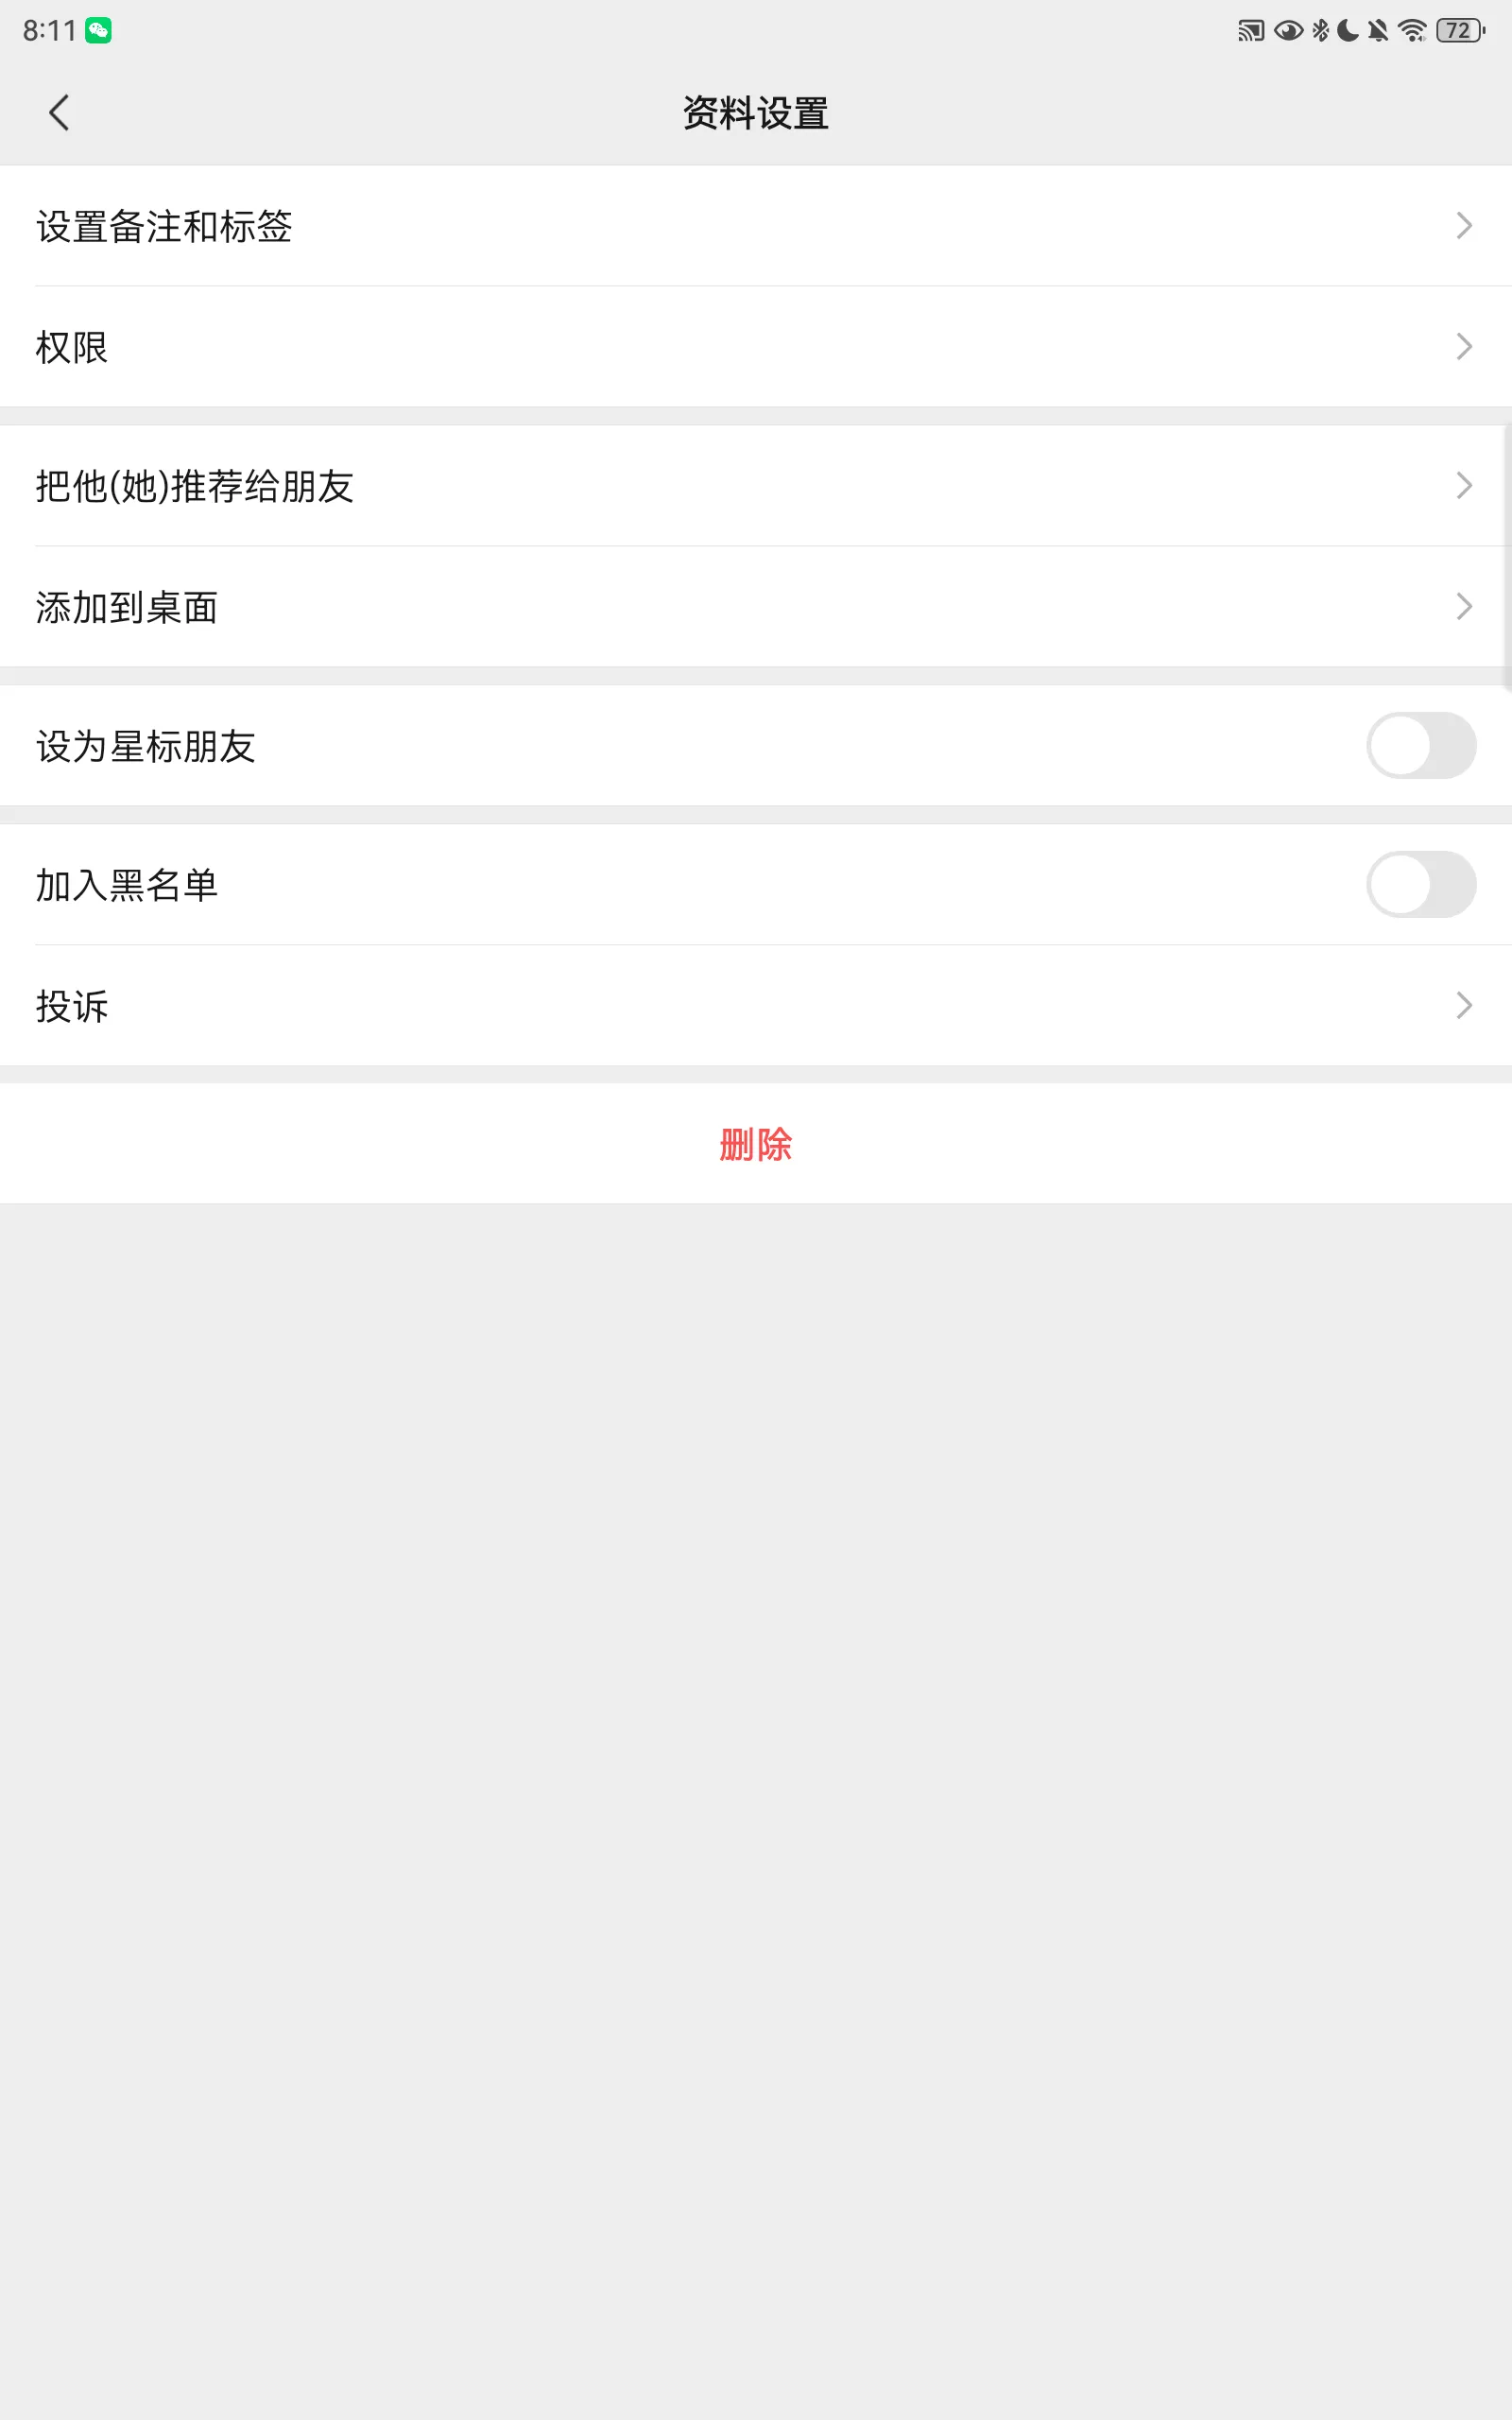 8:11
72
资料设置
设置备注和标签
权限
把他(她)推荐给朋友
添加到桌面
设为星标朋友
加入黑名单
投诉
删除